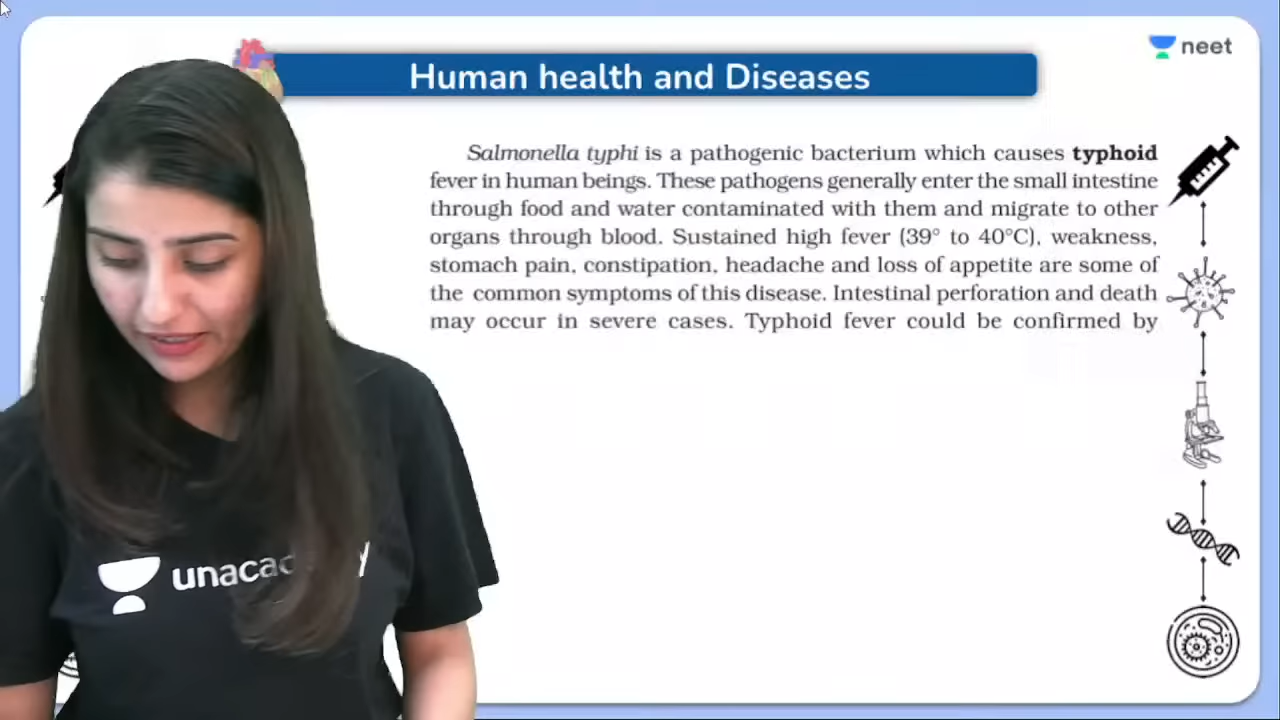 neet
Human health and Diseases
Salmonella typhi is a pathogenic bacterium which causes typhoid
fever in human beings. These pathogens generally enter the small intestine
through food and water contaminated with them and migrate to other
organs through blood. Sustained high fever (39° to 40°C), weakness,
stomach pain, constipation, headache and loss of appetite are some of
the common symptoms of this disease. Intestinal perforation and death
may occur in severe cases. Typhoid fever could be confirmed by